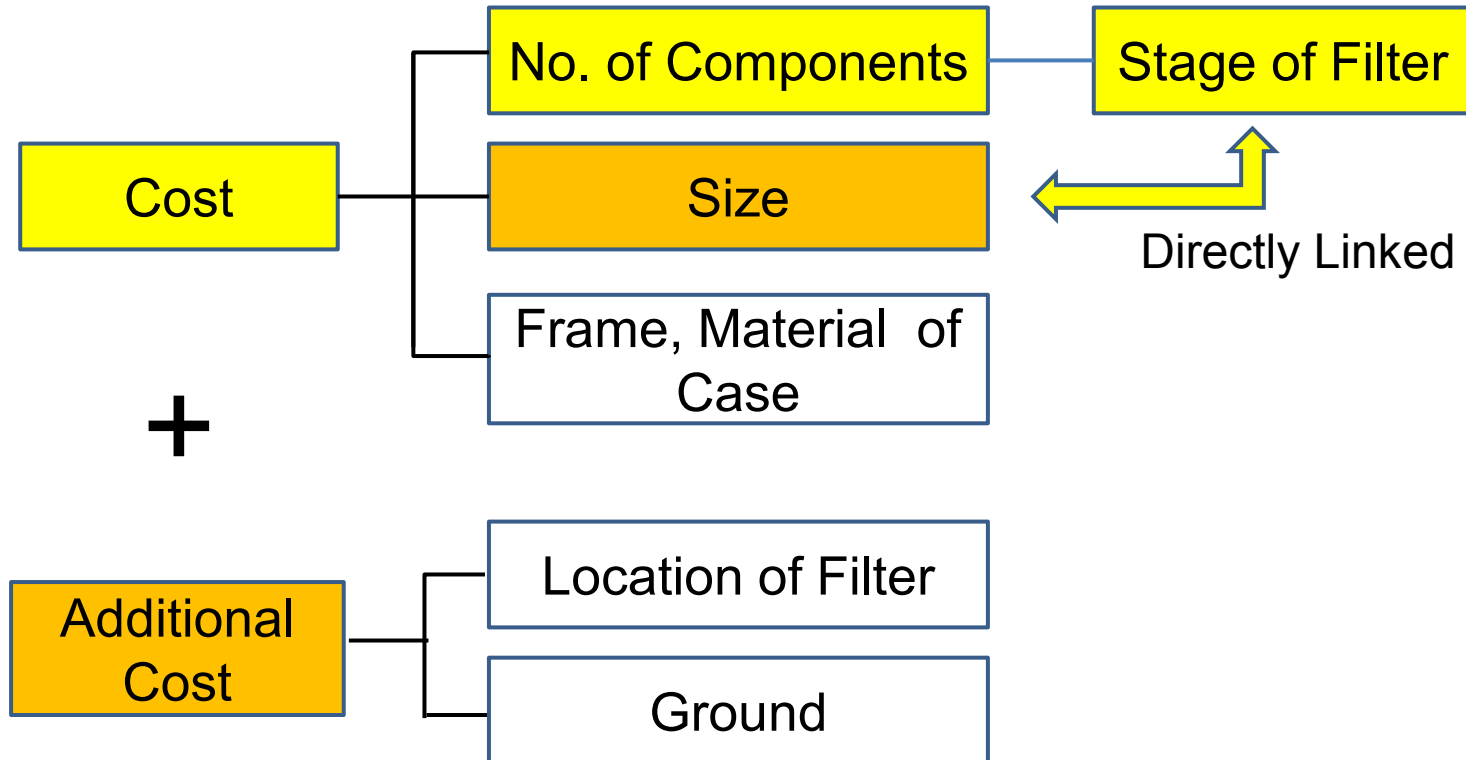 No. of Components
Stage of Filter
Cost
Size
Directly Linked
Frame, Material of
Case
+
Location of Filter
Additional
Cost
Ground